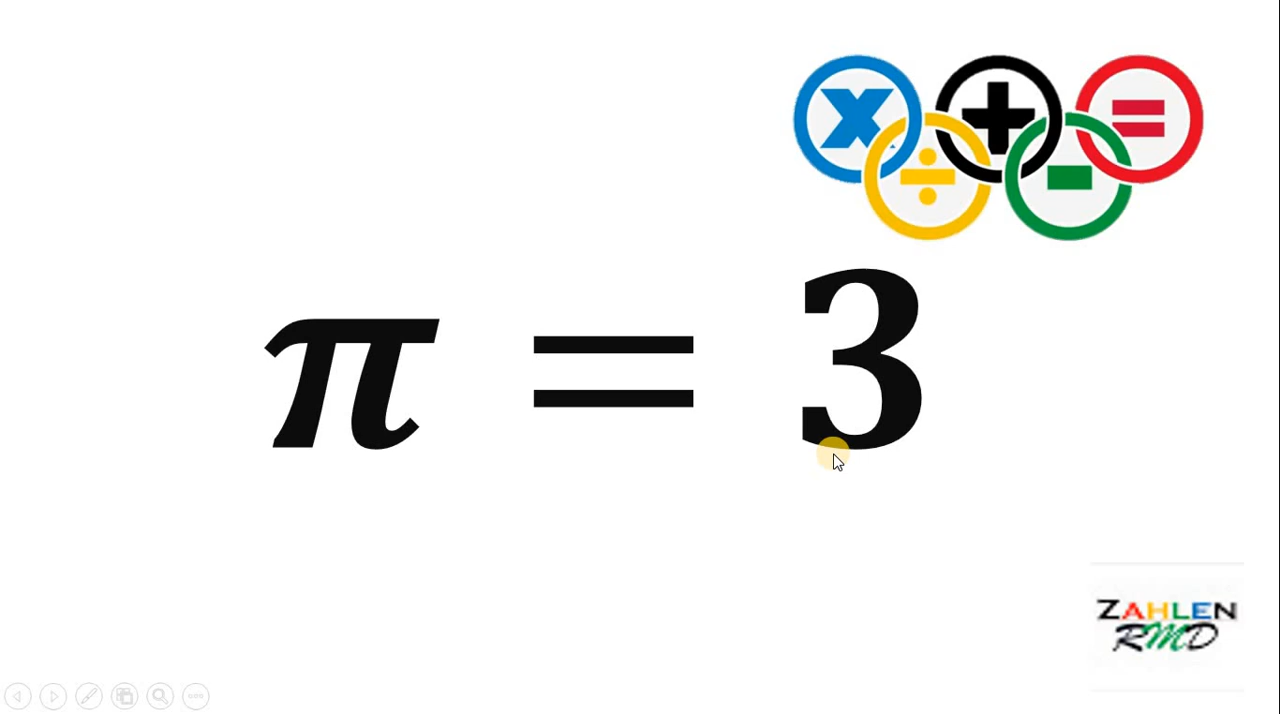 × + =
÷ -
π = 3
ZAHLEN
RMD